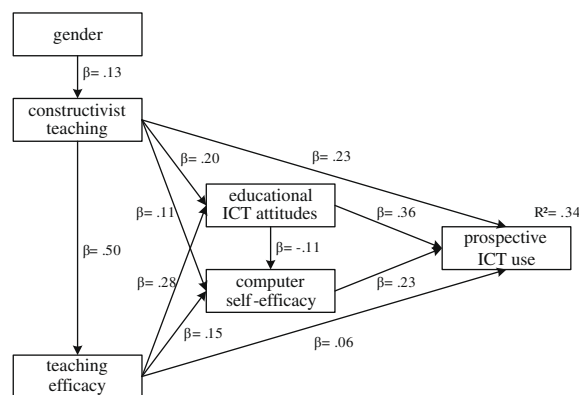 gender
β= .13
constructivist
teaching
β= .23
β= .20
educational
ICT attitudes
R²= .34
β= .11
β= .36
prospective
ICT use
β= -.11
β= .50
computer
self-efficacy
β= .28
β= .23
β= .15
β= .06
teaching
efficacy